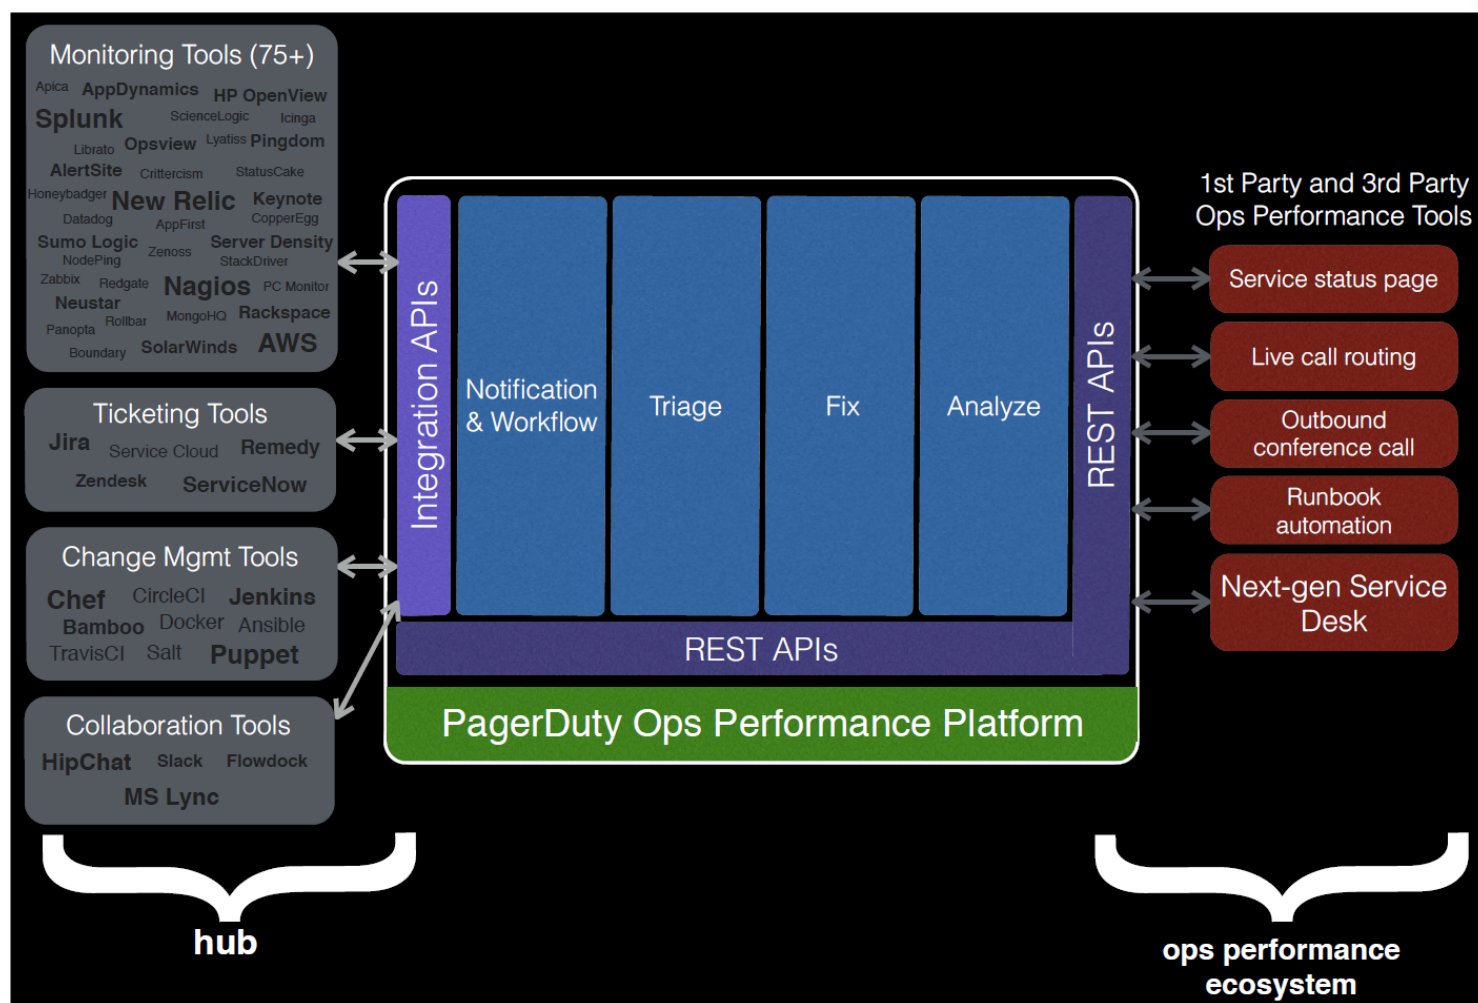 Monitoring Tools (75+)
Apica AppDynamics HP OpenView
Splunk ScienceLogic Icinga
Librato Opsview Lyatiss Pingdom
AlertSite Crittercism StatusCake
Honeybadger New Relic Keynote
Datadog AppFirst CopperEgg
Sumo Logic Zenoss Server Density
NodePing StackDriver
Zabbix Redgate Nagios PC Monitor
Neustar Rollbar MongoHQ Rackspace
Panopta
Boundary SolarWinds AWS
Ticketing Tools
Jira Service Cloud Remedy
Zendesk ServiceNow
Change Mgmt Tools
Chef CircleCI Jenkins
Bamboo Docker Ansible
TravisCI Salt Puppet
Collaboration Tools
HipChat Slack Flowdock
MS Lync
hub
Integration APIs
Notification
& Workflow
Triage
Fix
Analyze
REST APIs
REST APIs
PagerDuty Ops Performance Platform
1st Party and 3rd Party
Ops Performance Tools
Service status page
Live call routing
Outbound
conference call
Runbook
automation
Next-gen Service
Desk
ops performance
ecosystem